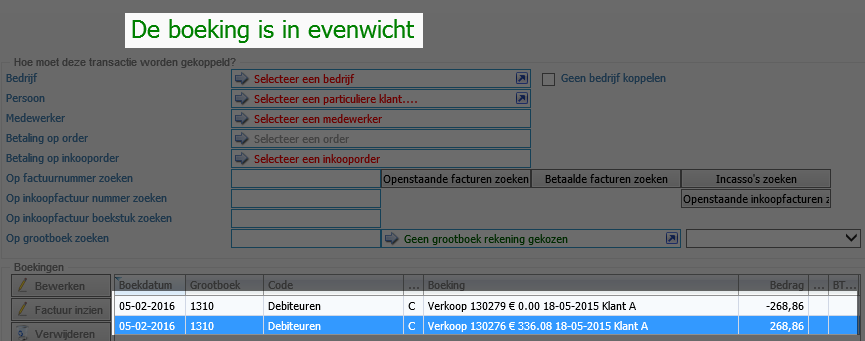 De boeking is in evenwicht
Hoe moet deze transactie worden gekoppeld?
Bedrijf Selecteer een bedrijf Geen bedrijf koppelen
Persoon Selecteer een particuliere klant....
Medewerker Selecteer een medewerker
Betaling op order Selecteer een order
Betaling op inkooporder Selecteer een inkooporder
Op factuurnummer zoeken Openstaande facturen zoeken Betaalde facturen zoeken Incasso's zoeken
Op inkoopfactuur nummer zoeken Openstaande inkoopfacturen z
Op inkoopfactuur boekstuk zoeken
Op grootboek zoeken Geen grootboek rekening gekozen
Boekingen
Bewerken Boekdatum Grootboek Code ... Boeking Bedrag ... BT...
Factuur inzien 05-02-2016 1310 Debiteuren C Verkoop 130279 € 0.00 18-05-2015 Klant A -268,86
Verwijderen 05-02-2016 1310 Debiteuren C Verkoop 130276 € 336.08 18-05-2015 Klant A 268,86